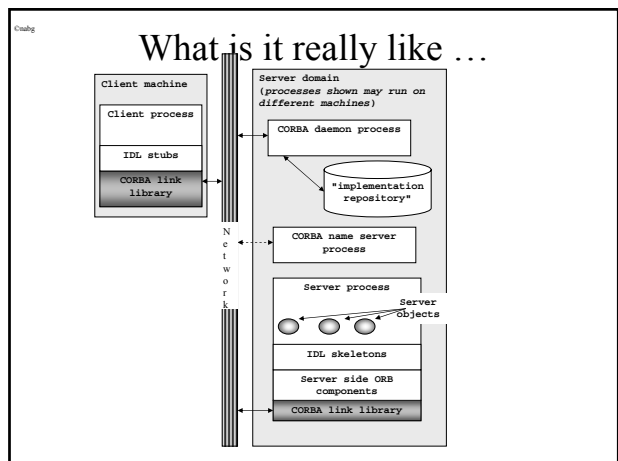 ©nabg
What is it really like …
Client machine
Client process
IDL stubs
CORBA link
library
Network
Server domain
(processes shown may run on
different machines)
CORBA daemon process
"implementation
repository"
CORBA name server
process
Server process
Server
objects
IDL skeletons
Server side ORB
components
CORBA link library